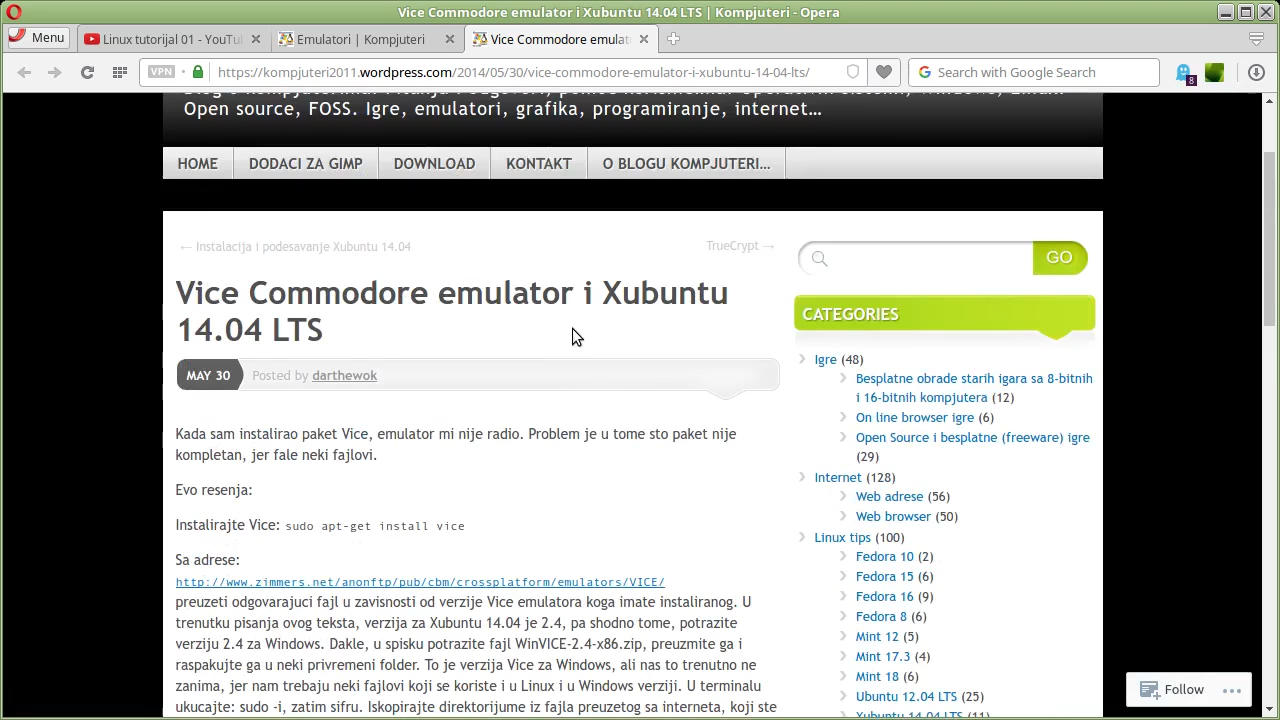 Vice Commodore emulator i Xubuntu 14.04 LTS | Kompjuteri - Opera
Menu
Linux tutorijal 01 - YouTu
Emulatori | Kompjuteri
Vice Commodore emulat
VPN
Search with Google Search
8
Open source, FOSS. Igre, emulatori, grafika, programiranje, internet…
HOME
DODACI ZA GIMP
DOWNLOAD
KONTAKT
O BLOGU KOMPJUTERI…
← Instalacija i podesavanje Xubuntu 14.04
TrueCrypt →
GO
Vice Commodore emulator i Xubuntu
14.04 LTS
MAY 30
Posted by darthewok
Kada sam instalirao paket Vice, emulator mi nije radio. Problem je u tome sto paket nije
kompletan, jer fale neki fajlovi.
Evo resenja:
Instalirajte Vice: sudo apt-get install vice
Sa adrese:
http://www.zimmers.net/anonftp/pub/cbm/crossplatform/emulators/VICE/
preuzeti odgovarajuci fajl u zavisnosti od verzije Vice emulatora koga imate instaliranog. U
trenutku pisanja ovog teksta, verzija za Xubuntu 14.04 je 2.4, pa shodno tome, potrazite
verziju 2.4 za Windows. Dakle, u spisku potrazite fajl WinVICE-2.4-x86.zip, preuzmite ga i
raspakujte ga u neki privremeni folder. To je verzija Vice za Windows, ali nas to trenutno ne
zanima, jer nam trebaju neki fajlovi koji se koriste i u Linux i u Windows verziji. U terminalu
ukucajte: sudo -i, zatim sifru. Iskopirajte direktorijume iz fajla preuzetog sa interneta, koji ste
CATEGORIES
Igre (48)
Besplatne obrade starih igara sa 8-bitnih
i 16-bitnih kompjutera (12)
On line browser igre (6)
Open Source i besplatne (freeware) igre
(29)
Internet (128)
Web adrese (56)
Web browser (50)
Linux tips (100)
Fedora 10 (2)
Fedora 15 (6)
Fedora 16 (9)
Fedora 8 (6)
Mint 12 (5)
Mint 17.3 (4)
Mint 18 (6)
Ubuntu 12.04 LTS (25)
Xubuntu 14.04 LTS (11)
Follow